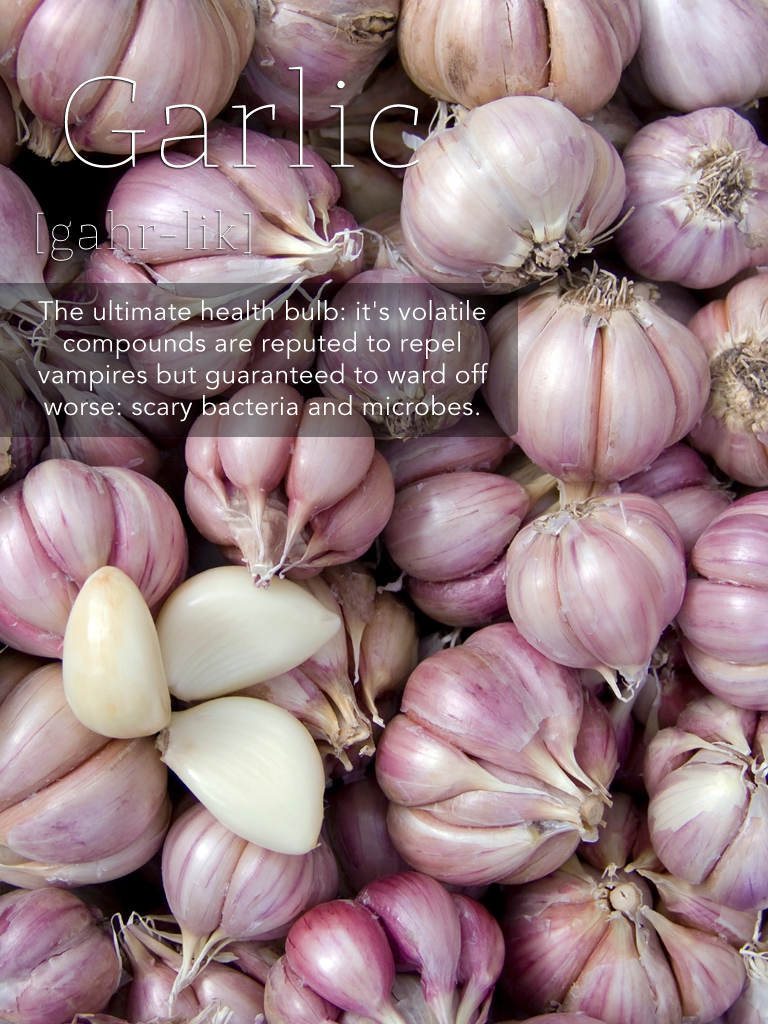 Garlic
[gahr-lik]
The ultimate health bulb: it's volatile
compounds are reputed to repel
vampires but guaranteed to ward off
worse: scary bacteria and microbes.